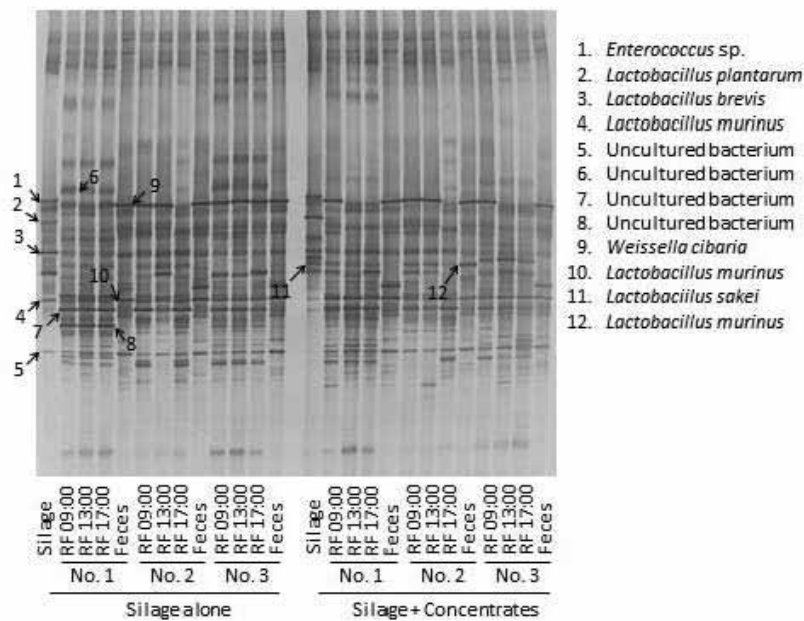 1. Enterococcus sp.
2. Lactobacillus plantarum
3. Lactobacillus brevis
4. Lactobacillus murinus
5. Uncultured bacterium
6. Uncultured bacterium
7. Uncultured bacterium
8. Uncultured bacterium
9. Weissella cibaria
10. Lactobacillus murinus
11. Lactobaciilus sakei
12. Lactobacillus murinus
1
2
3
4
5
6
7
8
9
10
11
12
Silage
RF 09:00
RF 13:00
RF 17:00
Feces
RF 09:00
RF 13:00
RF 17:00
Feces
RF 09:00
RF 13:00
RF 17:00
Feces
Silage
RF 09:00
RF 13:00
RF 17:00
Feces
RF 09:00
RF 13:00
RF 17:00
Feces
RF 09:00
RF 13:00
RF 17:00
Feces
No. 1 No. 2 No. 3 No. 1 No. 2 No. 3
Silage alone Silage + Concentrates